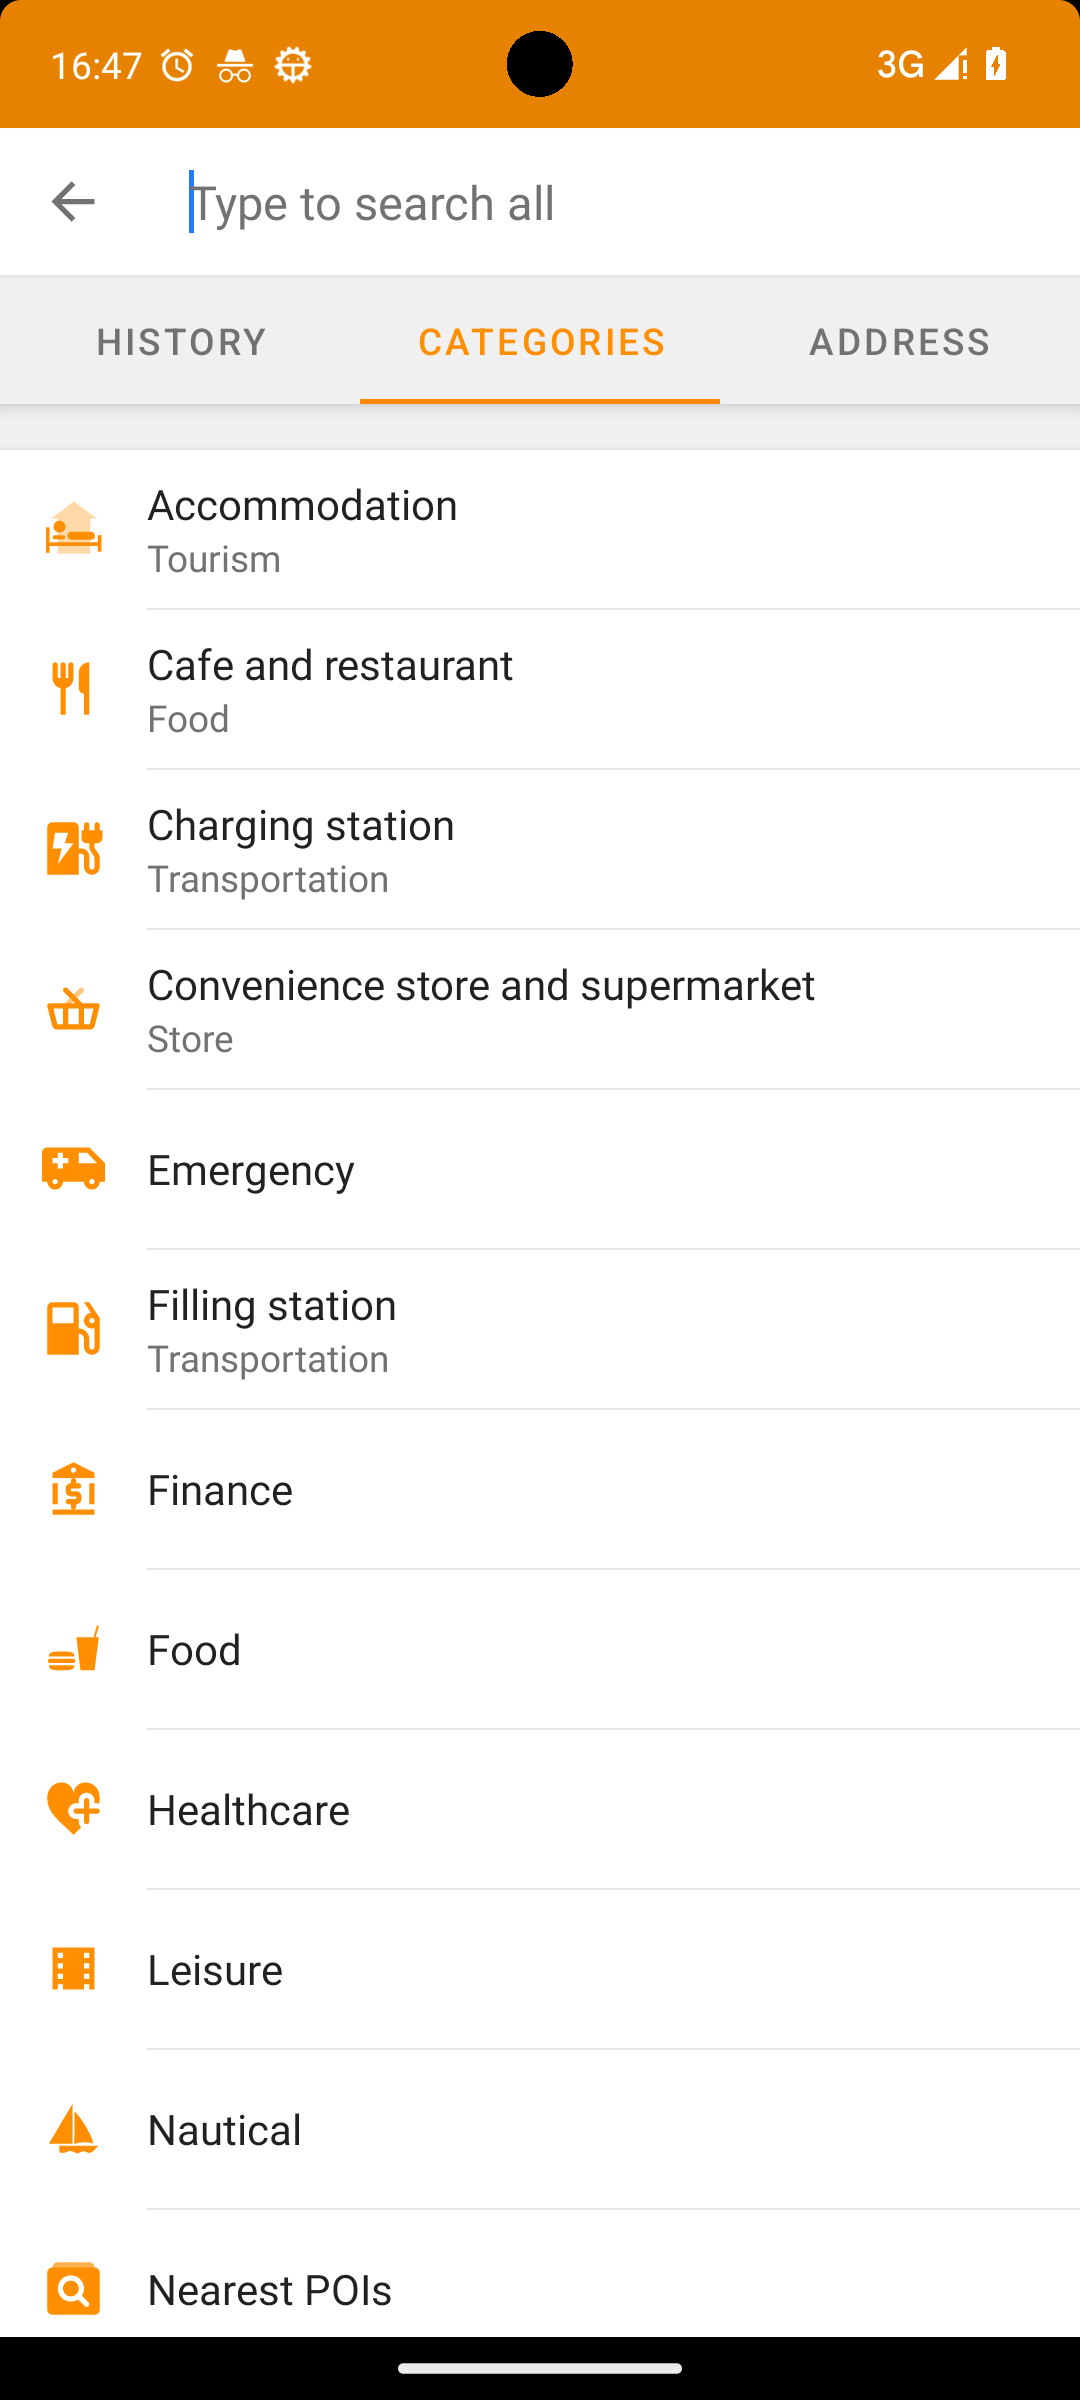 16:47
3G
Type to search all
HISTORY
CATEGORIES
ADDRESS
Accommodation
Tourism
Cafe and restaurant
Food
Charging station
Transportation
Convenience store and supermarket
Store
Emergency
Filling station
Transportation
Finance
Food
Healthcare
Leisure
Nautical
Nearest POIs